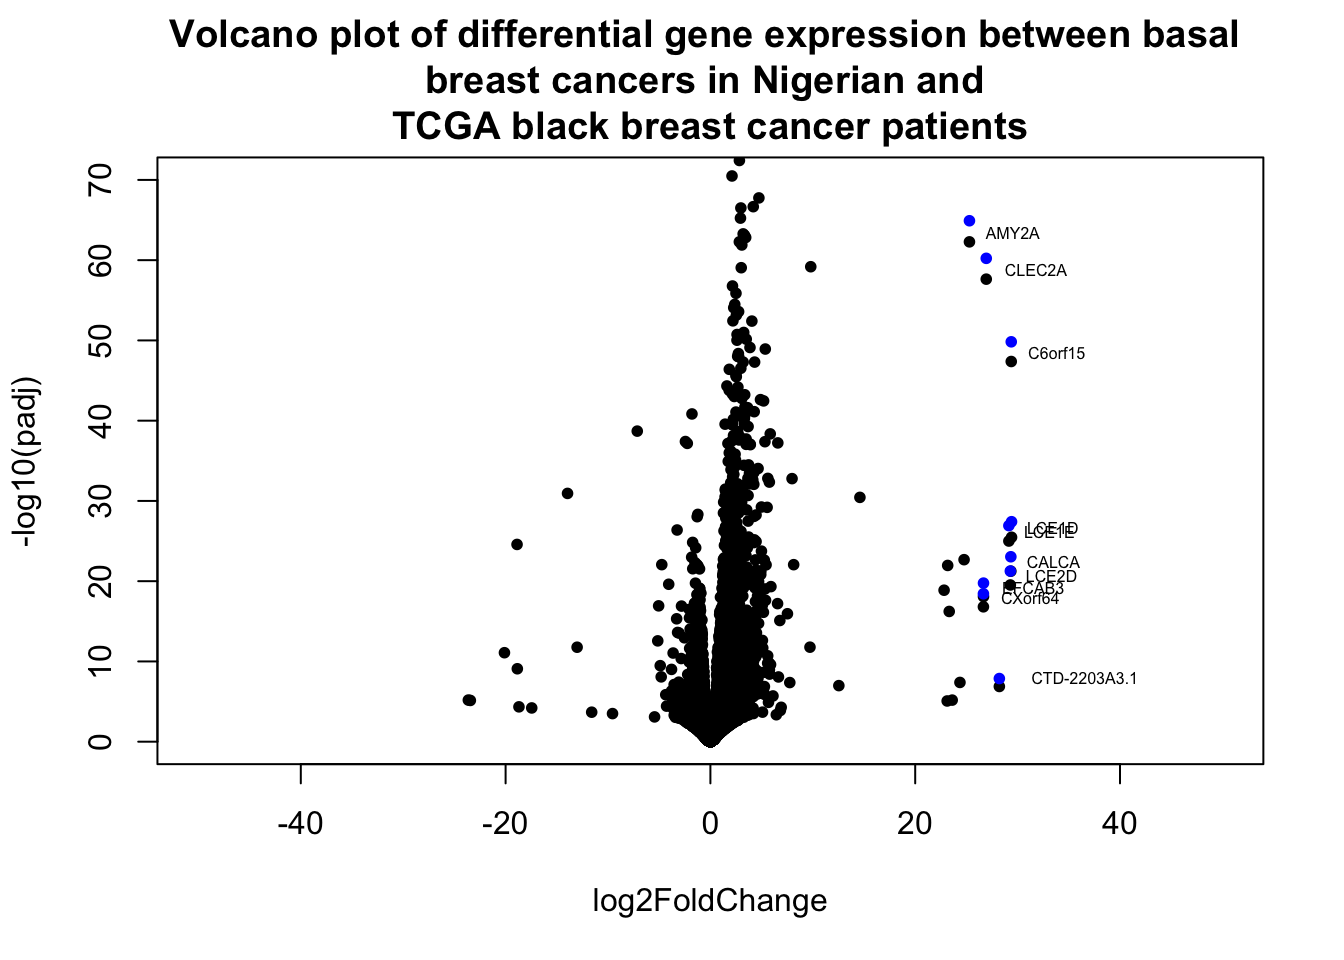 Volcano plot of differential gene expression between basal
breast cancers in Nigerian and
TCGA black breast cancer patients
70
60
50
40
30
20
10
0
-log10(padj)
AMY2A
CLEC2A
C6orf15
LCE1D
LCE1E
CALCA
LCE2D
EFCAB3
CXorf64
CTD-2203A3.1
-40
-20
0
20
40
log2FoldChange